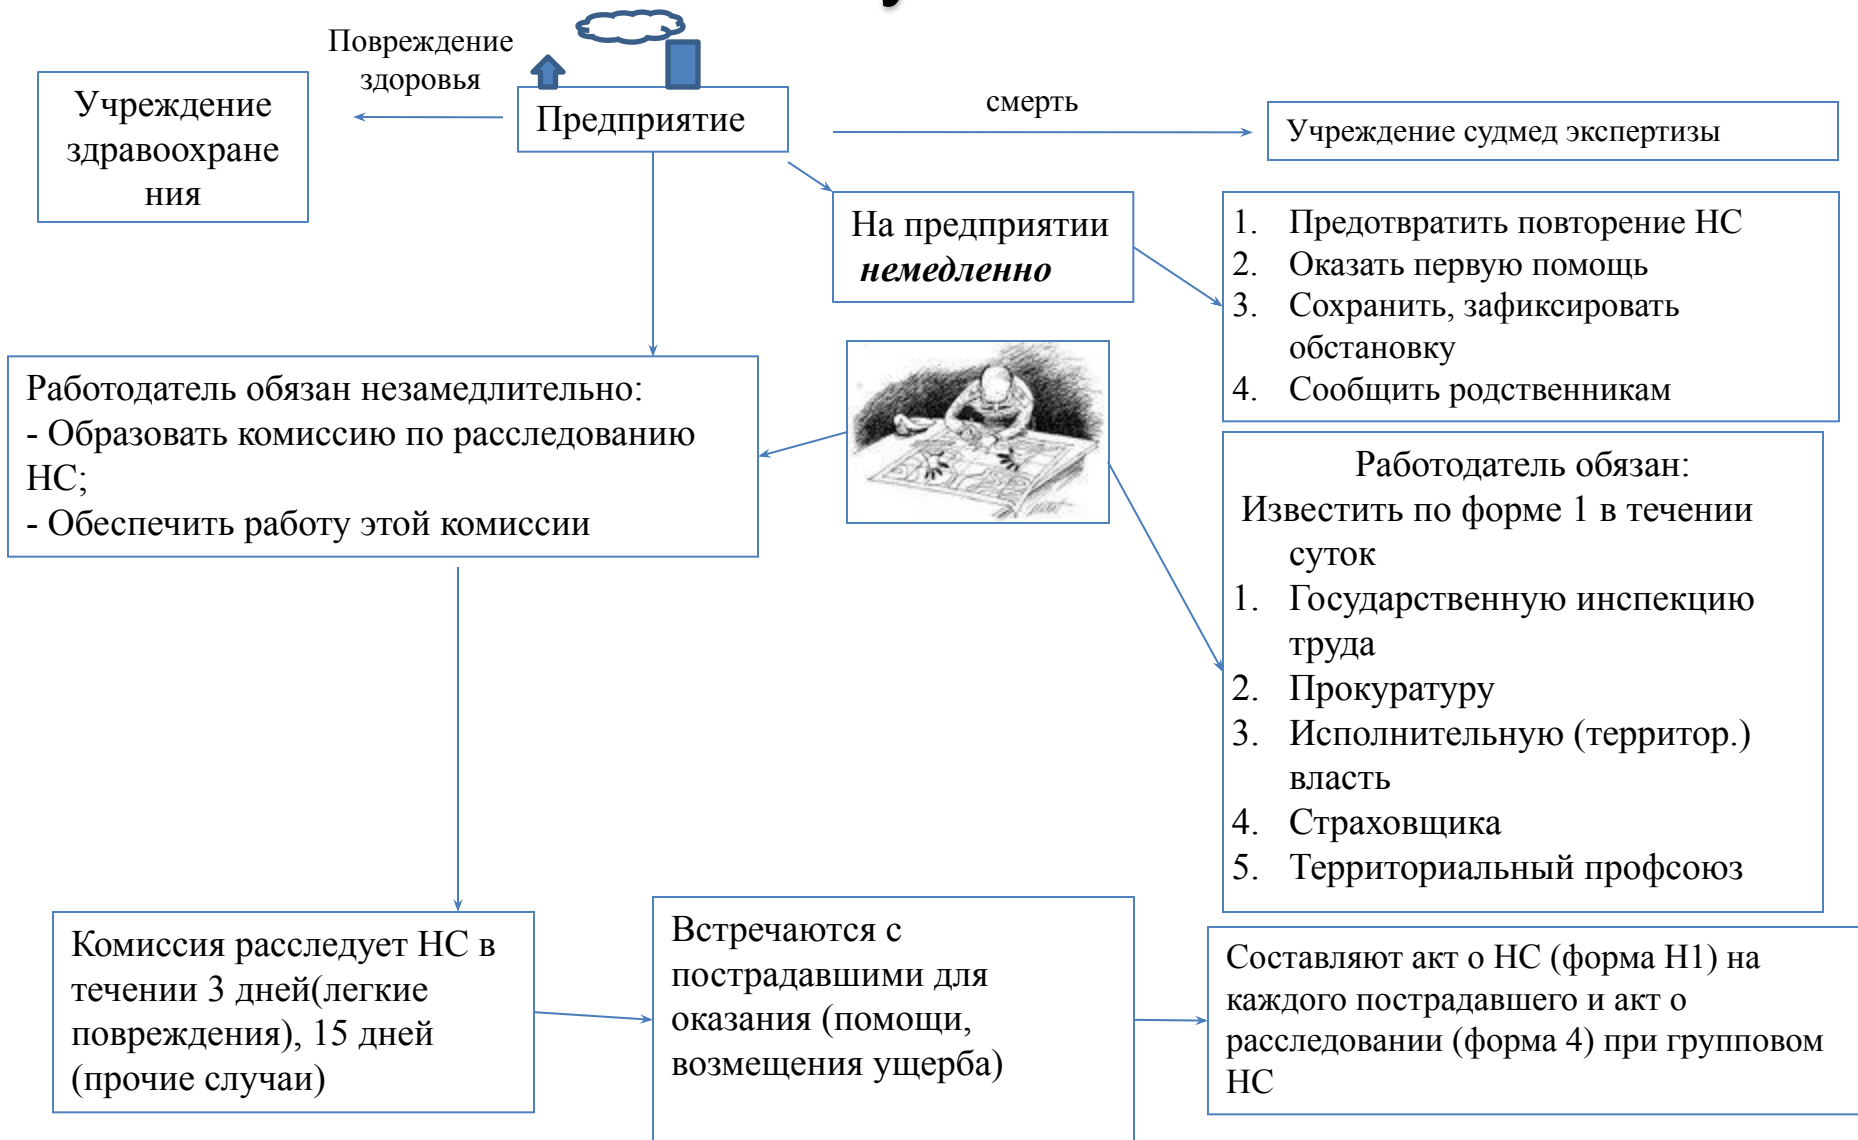 Повреждение
здоровья
Учреждение
здравоохране
ния
Предприятие
смерть
Учреждение судмед экспертизы
На предприятии
немедленно
1. Предотвратить повторение НС
2. Оказать первую помощь
3. Сохранить, зафиксировать
обстановку
4. Сообщить родственникам
Работодатель обязан незамедлительно:
- Образовать комиссию по расследованию
НС;
- Обеспечить работу этой комиссии
Работодатель обязан:
Известить по форме 1 в течении
суток
1. Государственную инспекцию
труда
2. Прокуратуру
3. Исполнительную (территор.)
власть
4. Страховщика
5. Территориальный профсоюз
Комиссия расследует НС в
течении 3 дней(легкие
повреждения), 15 дней
(прочие случаи)
Встречаются с
пострадавшими для
оказания (помощи,
возмещения ущерба)
Составляют акт о НС (форма Н1) на
каждого пострадавшего и акт о
расследовании (форма 4) при групповом
НС